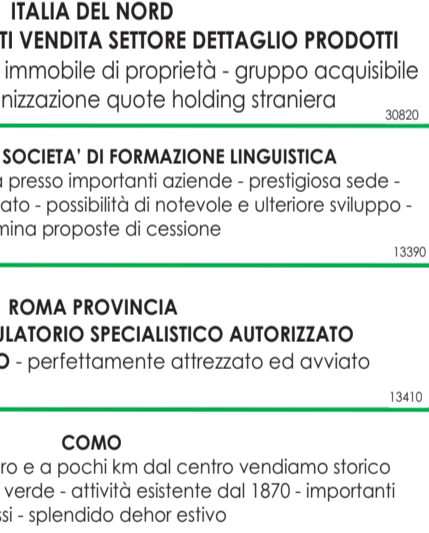 ITALIA DEL NORD
TI VENDITA SETTORE DETTAGLIO PRODOTTI
immobile di proprietà - gruppo acquisibile
nizzazione quote holding straniera
30820
SOCIETA' DI FORMAZIONE LINGUISTICA
a presso importanti aziende - prestigiosa sede -
ato - possibilità di notevole e ulteriore sviluppo -
mina proposte di cessione
13390
ROMA PROVINCIA
ULATORIO SPECIALISTICO AUTORIZZATO
O - perfettamente attrezzato ed avviato
13410
COMO
ro e a pochi km dal centro vendiamo storico
verde - attività esistente dal 1870 - importanti
ssi - splendido dehor estivo